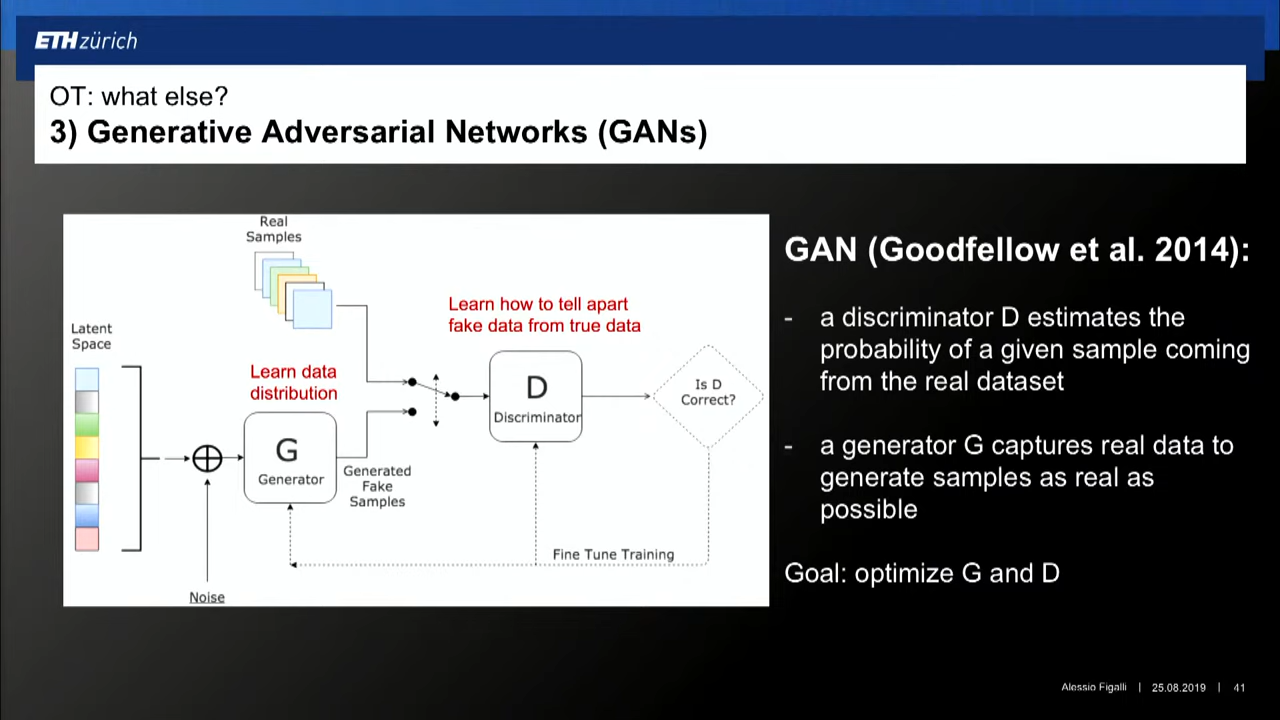 ETH zürich
OT: what else?
3) Generative Adversarial Networks (GANs)
Real
Samples
Learn how to tell apart
fake data from true data
Latent
Space
Learn data
distribution
G
Generator
Generated
Fake
Samples
D
Discriminator
Is D
Correct?
Fine Tune Training
Noise
GAN (Goodfellow et al. 2014):
- a discriminator D estimates the
probability of a given sample coming
from the real dataset
- a generator G captures real data to
generate samples as real as
possible
Goal: optimize G and D
Alessio Figalli | 25.08.2019 | 41